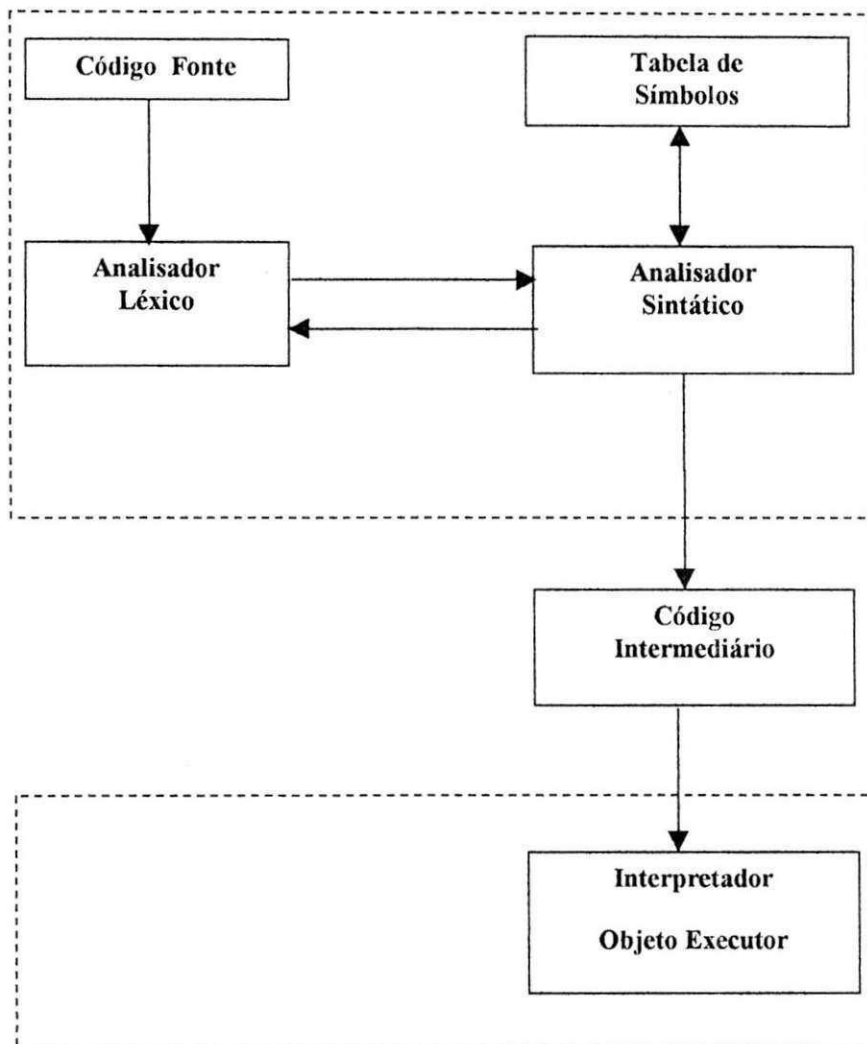 Código Fonte
Tabela de
Símbolos
Analisador
Léxico
Analisador
Sintático
Código
Intermediário
Interpretador
Objeto Executor